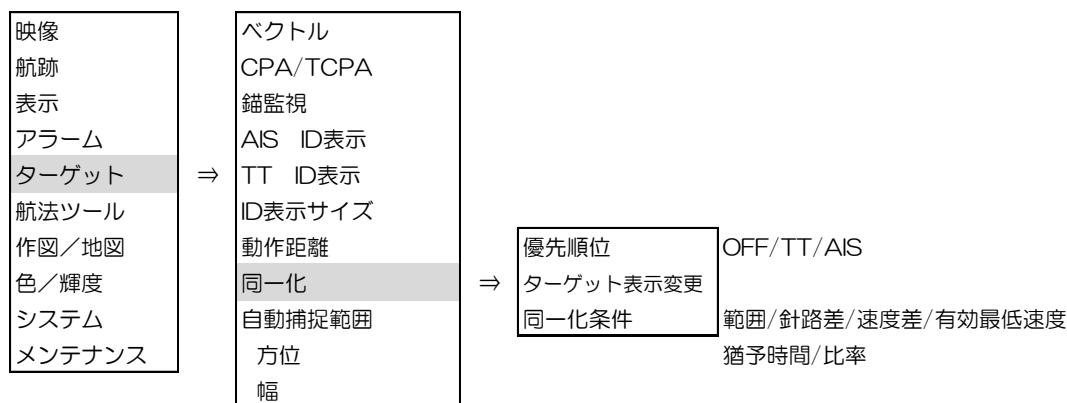 映像
航跡
表示
アラーム
ターゲット
航法ツール
作図／地図
色／輝度
システム
メンテナンス
⇒
ベクトル
CPA/TCPA
錨監視
AIS　ID表示
TT　ID表示
ID表示サイズ
動作距離
同一化
自動捕捉範囲
方位
幅
⇒
優先順位
ターゲット表示変更
同一化条件
OFF/TT/AIS
範囲/針路差/速度差/有効最低速度
猶予時間/比率